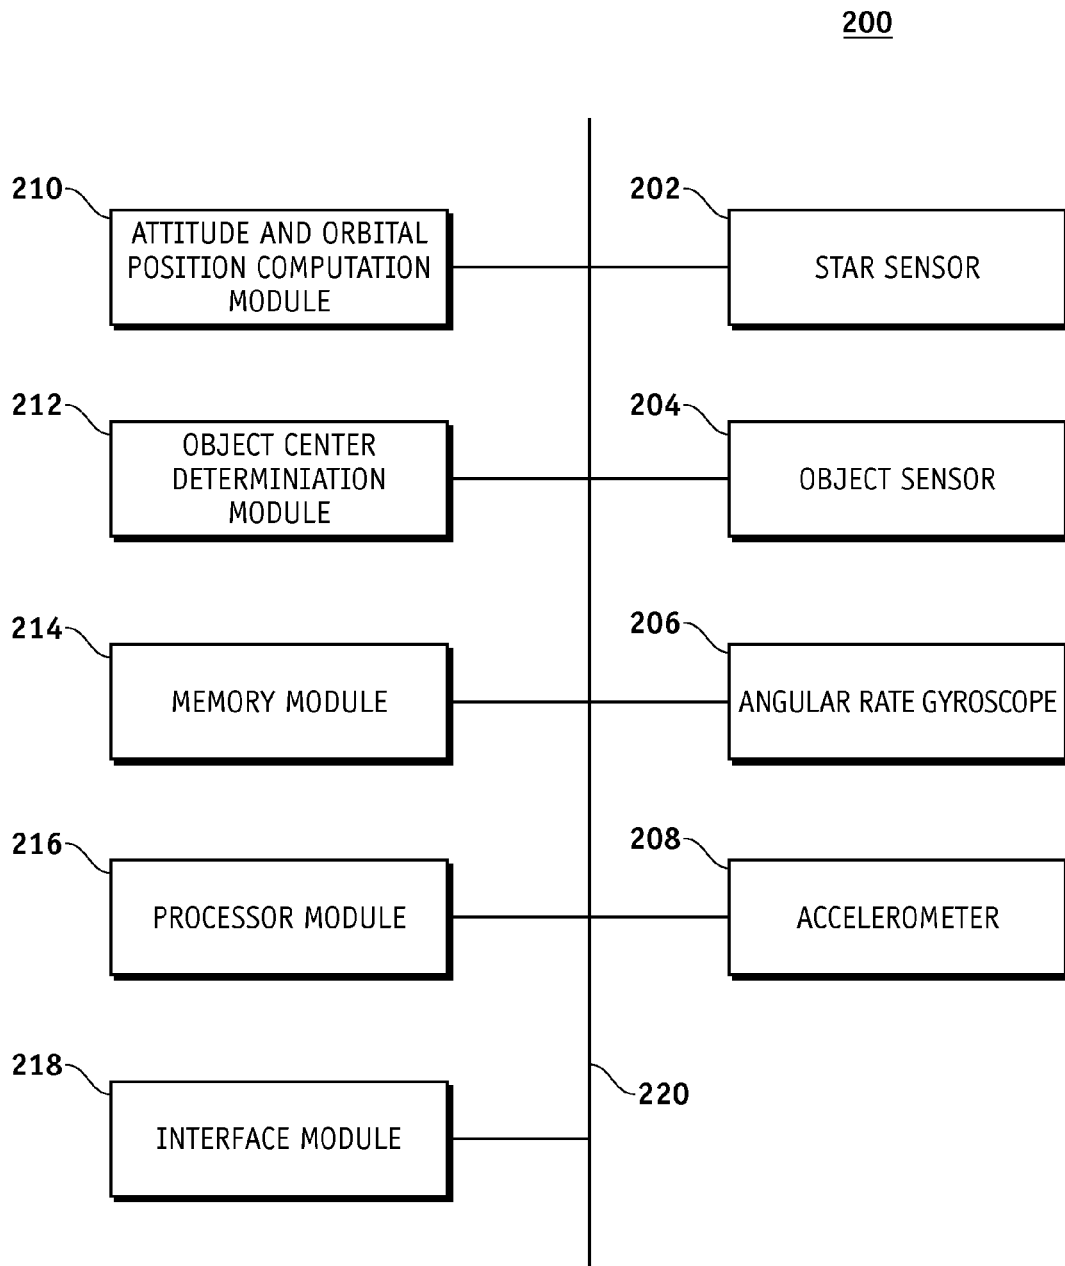 200
210
ATTITUDE AND ORBITAL
POSITION COMPUTATION
MODULE
202
STAR SENSOR
212
OBJECT CENTER
DETERMINIATION
MODULE
204
OBJECT SENSOR
214
MEMORY MODULE
206
ANGULAR RATE GYROSCOPE
216
PROCESSOR MODULE
208
ACCELEROMETER
218
INTERFACE MODULE
220